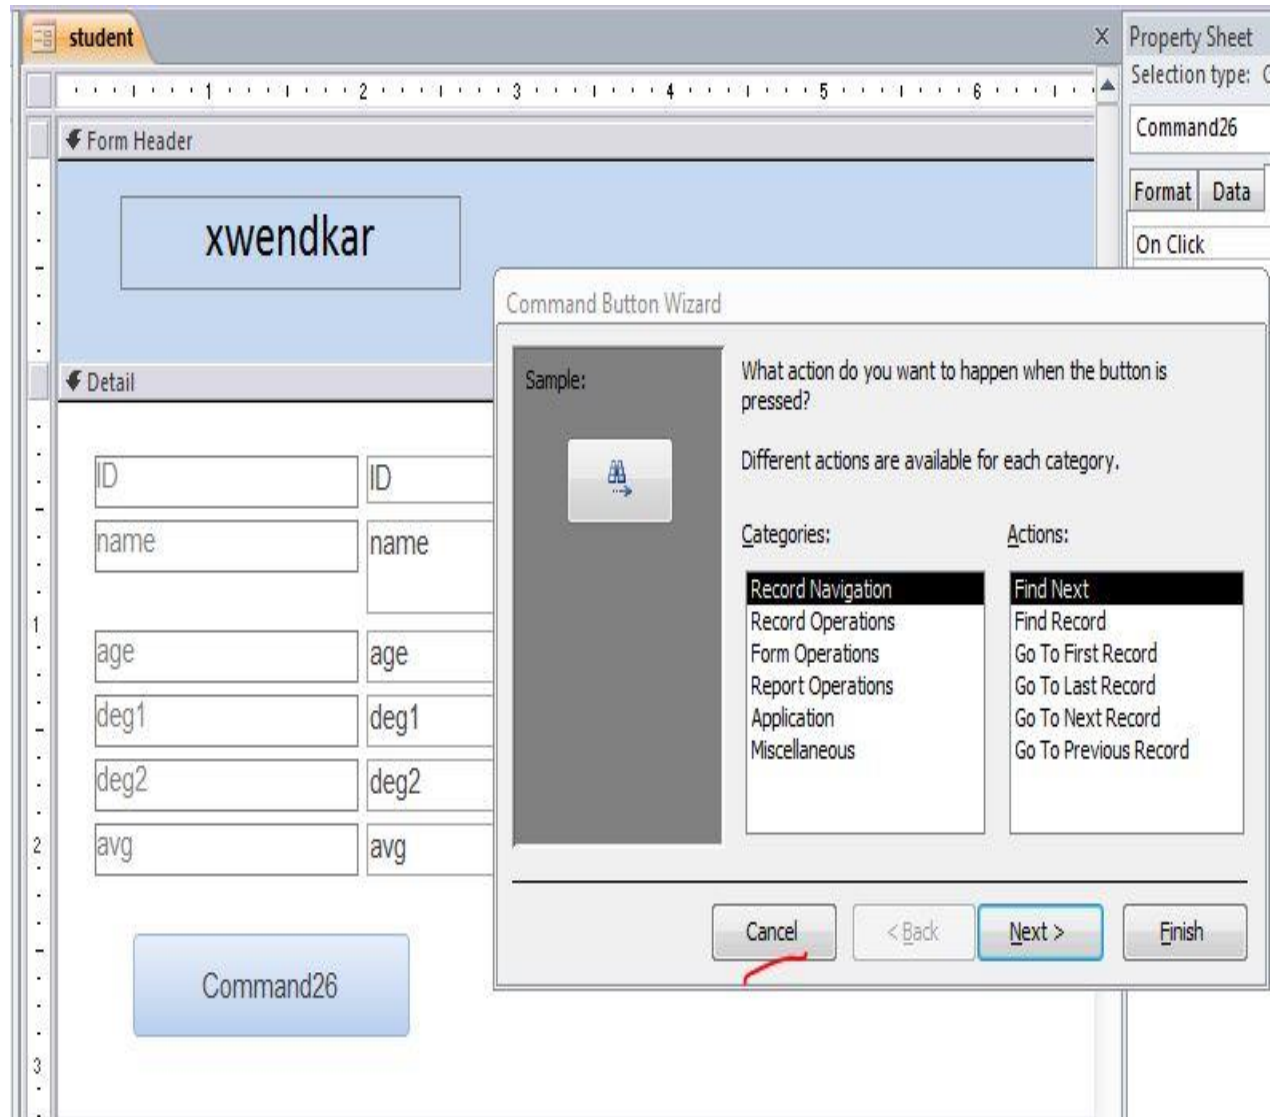 student
X
Property Sheet
Selection type:
1 2 3 4 5 6
Command26
Form Header
Format Data
xwendkar
On Click
Command Button Wizard
Detail
Sample:
What action do you want to happen when the button is
pressed?
Different actions are available for each category.
ID ID
name name
age age
deg1 deg1
deg2 deg2
avg avg
Categories:
Record Navigation
Record Operations
Form Operations
Report Operations
Application
Miscellaneous
Actions:
Find Next
Find Record
Go To First Record
Go To Last Record
Go To Next Record
Go To Previous Record
1
2
3
Cancel < Back Next > Finish
Command26